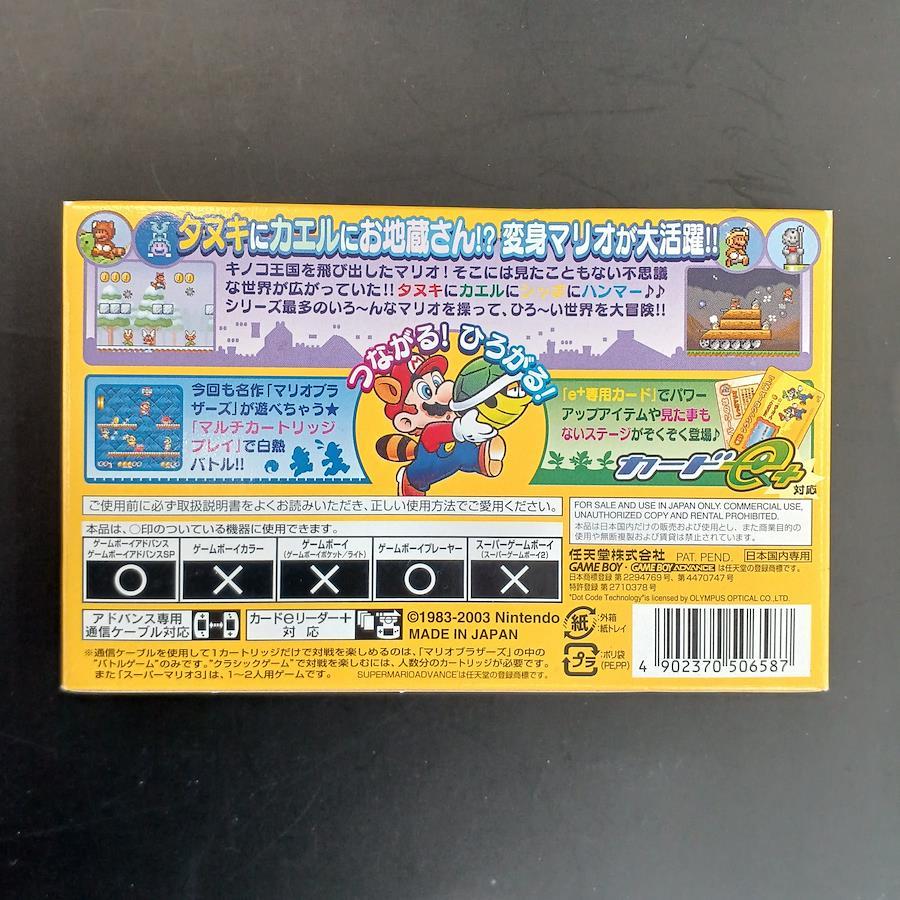 タヌキにカエルにお地蔵さん!? 変身マリオが大活躍!!
キノコ王国を飛び出したマリオ！そこには見たこともない不思議
な世界が広がっていた!! タヌキにカエルにシッポにハンマー♪♪
シリーズ最多のいろ〜んなマリオを操って、ひろ〜い世界を大冒険!!
つながる！ひろがる！
今回も名作「マリオブラ
ザーズ」が遊べちゃう★
「マルチカートリッジ
プレイ」で白熱
バトル!!
「e+専用カード」でパワー
アップアイテムや見た事も
ないステージがぞくぞく登場♪
カードe+
対応
ご使用前に必ず取扱説明書をよくお読みいただき、正しい使用方法でご愛用ください。
本品は、○印のついている機器に使用できます。
ゲームボーイアドバンス
ゲームボーイアドバンスSP
ゲームボーイカラー
ゲームボーイ
(ゲームボーイポケット/ライト)
ゲームボーイプレーヤー
スーパーゲームボーイ
(スーパーゲームボーイ2)
○ × × ○ ×
FOR SALE AND USE IN JAPAN ONLY. COMMERCIAL USE,
UNAUTHORIZED COPY AND RENTAL PROHIBITED.
本品は日本国内だけの販売および使用とし、また商業目的の
使用や無断複製および賃貸は禁止されています。
任天堂株式会社 PAT. PEND. 日本国内専用
GAME BOY・GAME BOY ADVANCE は任天堂の登録商標です。
日本商標登録 第2294769号、第4470747号
特許登録 第2710378号
"Dot Code Technology"is licensed by OLYMPUS OPTICAL CO.,LTD.
アドバンス専用
通信ケーブル対応
カードeリーダー+
対応
©1983-2003 Nintendo
MADE IN JAPAN
紙
:外箱
:紙トレイ
プラ
:ポリ袋
(PE,PP)
4 902370 506587
※通信ケーブルを使用して1カートリッジだけで対戦を楽しめるのは、「マリオブラザーズ」の中の
"バトルゲーム"のみです。"クラシックゲーム"で対戦を楽しむには、人数分のカートリッジが必要です。
また「スーパーマリオ3」は、1〜2人用ゲームです。 SUPERMARIOADVANCEは任天堂の登録商標です。